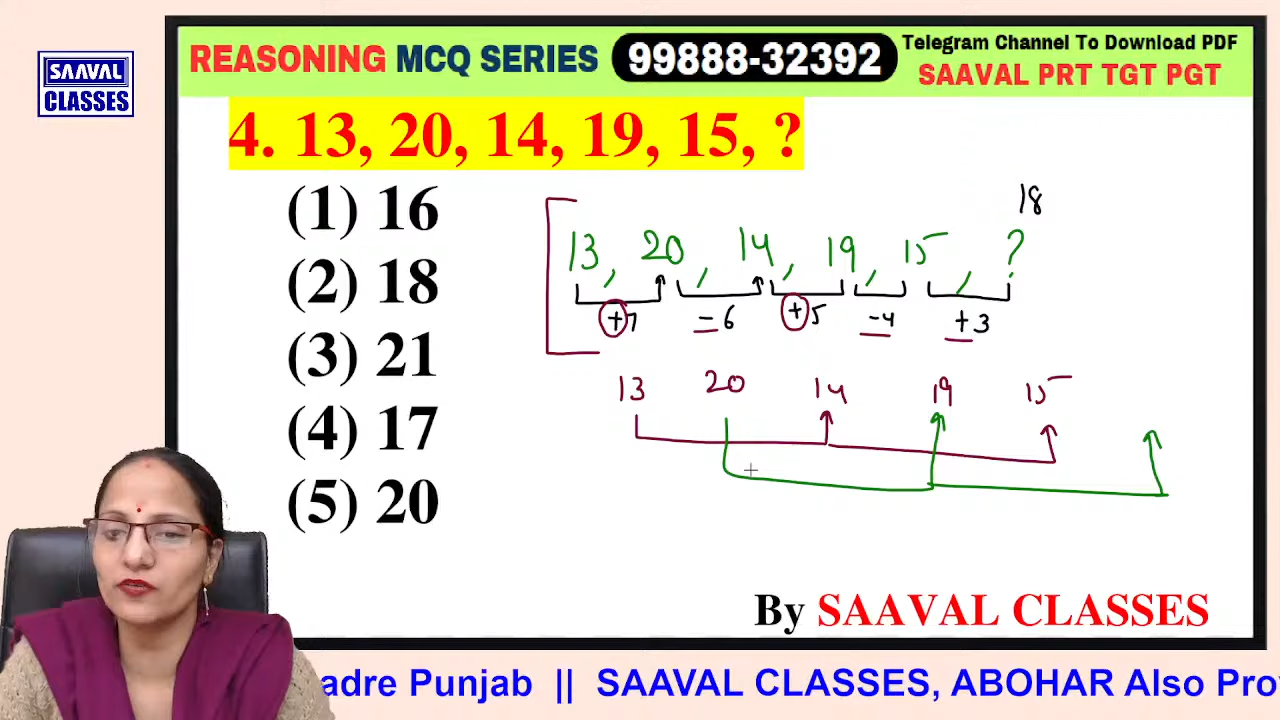 SAAVAL
CLASSES
REASONING MCQ SERIES
99888-32392
Telegram Channel To Download PDF
SAAVAL PRT TGT PGT
4. 13, 20, 14, 19, 15, ?
(1) 16
(2) 18
(3) 21
(4) 17
(5) 20
18
13, 20, 14, 19, 15, ?
+7 -6 +5 -4 +3
13 20 14 19 15
By SAAVAL CLASSES
adre Punjab || SAAVAL CLASSES, ABOHAR Also Pro